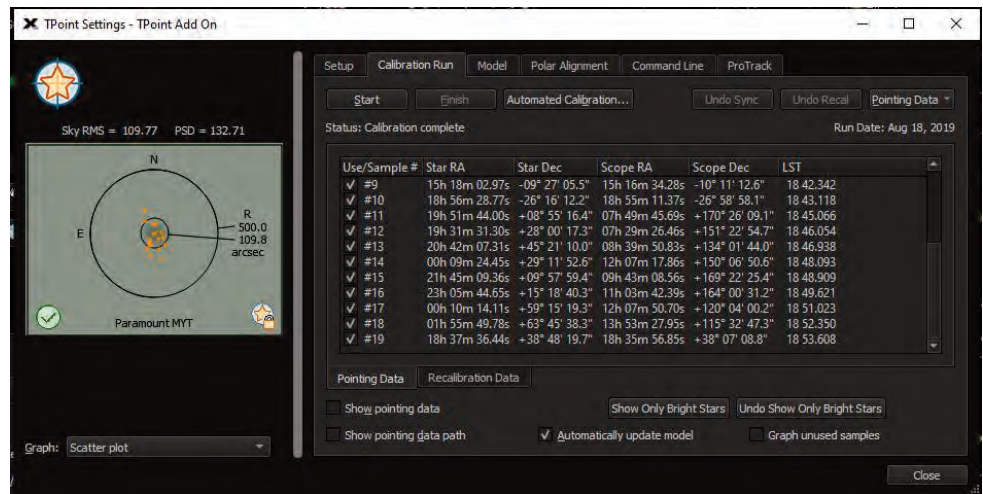 TPoint Settings - TPoint Add On
Setup Calibration Run Model Polar Alignment Command Line ProTrack
Start Finish Automated Calibration... Undo Sync Undo Recal Pointing Data
Sky RMS = 109.77 PSD = 132.71
Status: Calibration complete Run Date: Aug 18, 2019
N
E
R
500.0
109.8
arcsec
Paramount MYT
Use/Sample # Star RA Star Dec Scope RA Scope Dec LST
#9 15h 18m 02.97s -09° 27' 05.5" 15h 16m 34.28s -10° 11' 12.6" 18 42.342
#10 18h 56m 28.77s -26° 16' 12.2" 18h 55m 11.37s -26° 58' 58.1" 18 43.118
#11 19h 51m 44.00s +08° 55' 16.4" 07h 49m 45.69s +170° 26' 09.1" 18 45.066
#12 19h 31m 31.30s +28° 00' 17.3" 07h 29m 26.46s +151° 22' 54.7" 18 46.054
#13 20h 42m 07.31s +45° 21' 10.0" 08h 39m 50.83s +134° 01' 44.0" 18 46.938
#14 00h 09m 24.45s +29° 11' 52.6" 12h 07m 17.86s +150° 06' 50.6" 18 48.093
#15 21h 45m 09.36s +09° 57' 59.4" 09h 43m 08.56s +169° 22' 25.4" 18 48.909
#16 23h 05m 44.65s +15° 18' 40.3" 11h 03m 42.39s +164° 00' 31.2" 18 49.621
#17 00h 10m 14.11s +59° 15' 19.3" 12h 07m 50.70s +120° 04' 00.2" 18 51.023
#18 01h 55m 49.78s +63° 45' 38.3" 13h 53m 27.95s +115° 32' 47.3" 18 52.350
#19 18h 37m 36.44s +38° 48' 19.7" 18h 35m 56.85s +38° 07' 08.8" 18 53.608
Pointing Data Recalibration Data
Show pointing data Show Only Bright Stars Undo Show Only Bright Stars
Show pointing data path Automatically update model Graph unused samples
Graph: Scatter plot
Close